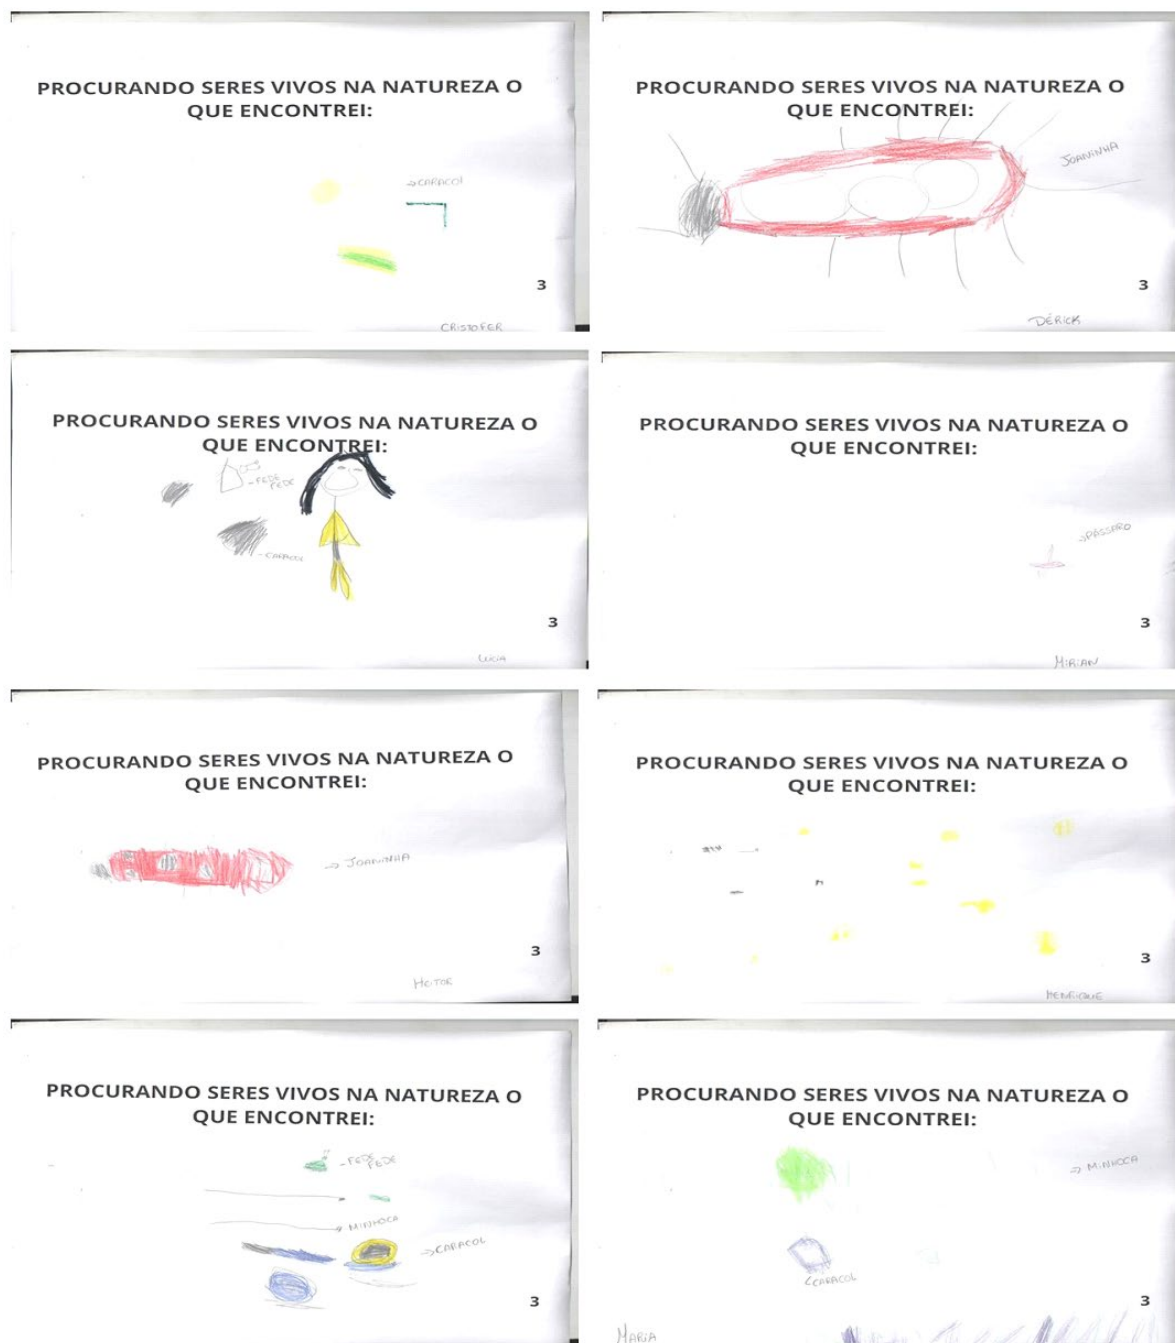 PROCURANDO SERES VIVOS NA NATUREZA O
QUE ENCONTREI:
→CARACOl
3
CRISTOFER
PROCURANDO SERES VIVOS NA NATUREZA O
QUE ENCONTREI:
JOANINHA
3
DÉRICK
PROCURANDO SERES VIVOS NA NATUREZA O
QUE ENCONTREI:
-FEDE
FEDE
-CARACOL
3
LÚCIA
PROCURANDO SERES VIVOS NA NATUREZA O
QUE ENCONTREI:
→PÁSSARO
3
MIRIAN
PROCURANDO SERES VIVOS NA NATUREZA O
QUE ENCONTREI:
→ JOANINHA
3
HEITOR
PROCURANDO SERES VIVOS NA NATUREZA O
QUE ENCONTREI:
3
HENRIQUE
PROCURANDO SERES VIVOS NA NATUREZA O
QUE ENCONTREI:
-FEDE
FEDE
→ MINHOCA
→CARACOL
3
PROCURANDO SERES VIVOS NA NATUREZA O
QUE ENCONTREI:
→ MINHOCA
CARACOL
3
MARIA